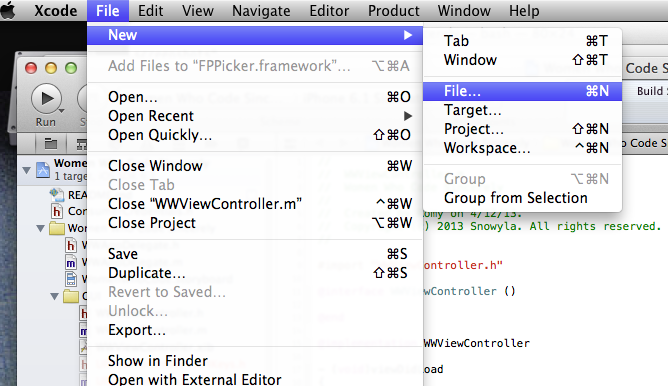 Xcode File Edit View Navigate Editor Product Window Help
New
Add Files to “FPPicker.framework”... ⌥⌘A
Open... ⌘O
Open Recent
Open Quickly... ⇧⌘O
Close Window ⌘W
Close Tab
Close “WWViewController.m” ^⌘W
Close Project ⌥⌘W
Save ⌘S
Duplicate... ⇧⌘S
Revert to Saved...
Unlock...
Export...
Show in Finder
Open with External Editor
Tab ⌘T
Window ⇧⌘T
File... ⌘N
Target...
Project... ⇧⌘N
Workspace... ^⌘N
Group ⌥⌘N
Group from Selection
Run
Code S
Build S
o Code S
Wome
1 targe
REA
Con
Wor
omy on 4/12/13.
) 2013 Snowyla. All rights reserved.
ontroller.h"
wController ()
WWViewController
oad